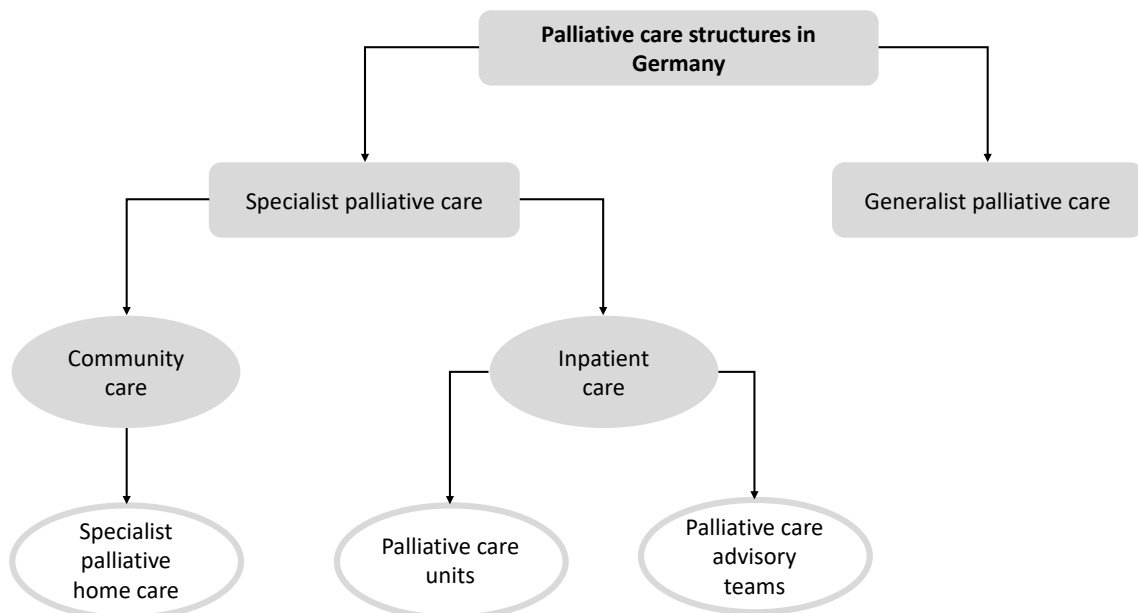 Palliative care structures in
Germany
Specialist palliative care
Generalist palliative care
Community
care
Inpatient
care
Specialist
palliative
home care
Palliative care
units
Palliative care
advisory
teams